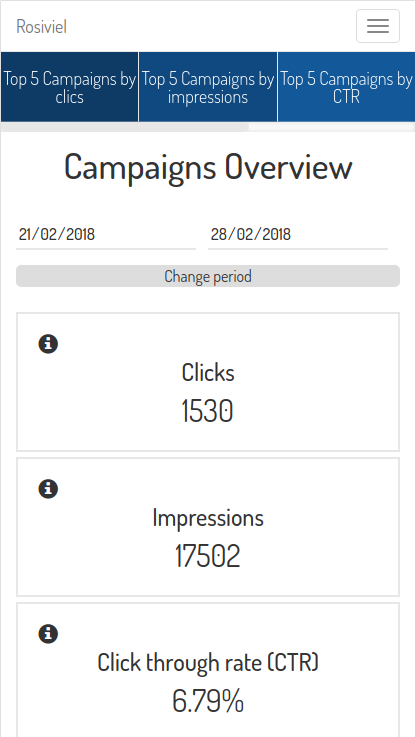 Rosiviel
Top 5 Campaigns by
clics
Top 5 Campaigns by
impressions
Top 5 Campaigns by
CTR
Campaigns Overview
21/02/2018
28/02/2018
Change period
Clicks
1530
Impressions
17502
Click through rate (CTR)
6.79%